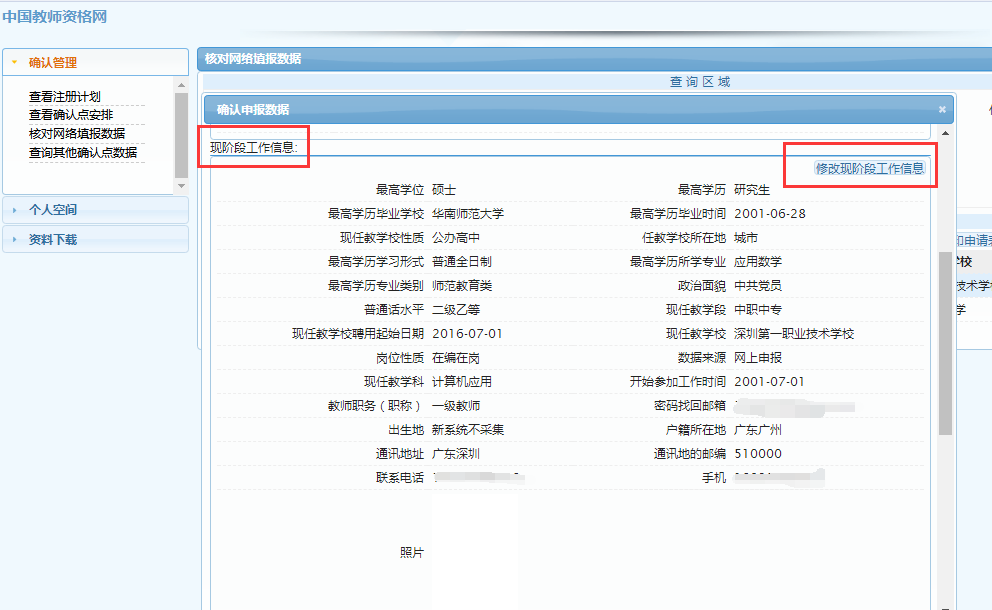 中国教师资格网
确认管理
查看注册计划
查看确认点安排
核对网络填报数据
查询其他确认点数据
个人空间
资料下载
核对网络填报数据
查询区域
确认申报数据
现阶段工作信息:
修改现阶段工作信息
最高学位 硕士 最高学历 研究生
最高学历毕业学校 华南师范大学 最高学历毕业时间 2001-06-28
现任教学校性质 公办高中 任教学校所在地 城市
最高学历学习形式 普通全日制 最高学历所学专业 应用数学
最高学历专业类别 师范教育类 政治面貌 中共党员
普通话水平 二级乙等 现任教学段 中职中专
现任教学校聘用起始日期 2016-07-01 现任教学校 深圳第一职业技术学校
岗位性质 在编在岗 数据来源 网上申报
现任教学科 计算机应用 开始参加工作时间 2001-07-01
教师职务（职称） 一级教师 密码找回邮箱
出生地 新系统不采集 户籍所在地 广东广州
通讯地址 广东深圳 通讯地的邮编 510000
联系电话 手机
照片
申请表
学校
技术学校
学